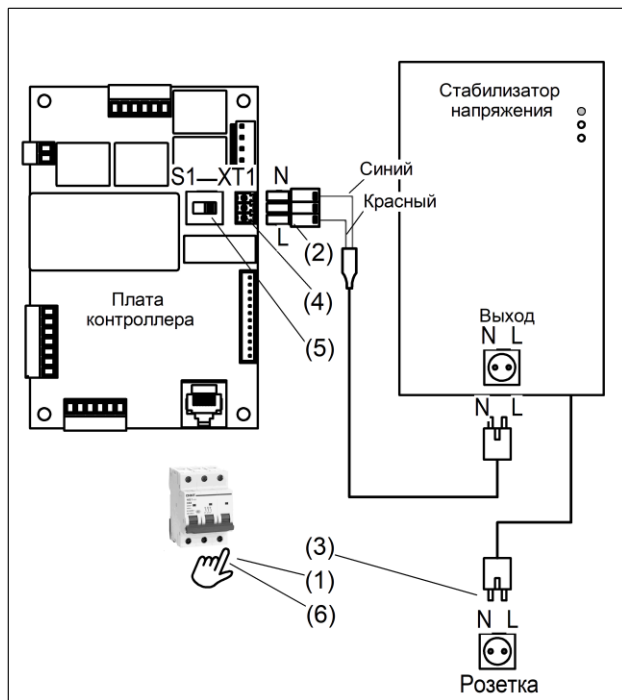 Стабилизатор
напряжения
S1—XT1
N
Синий
Красный
L
(2)
(4)
Плата
контроллера
(5)
Выход
N L
N L
(3)
(1)
(6)
N L
Розетка